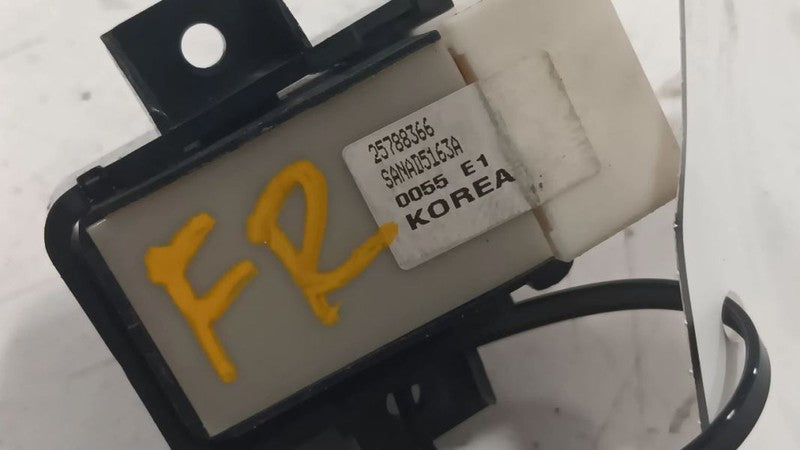 25788366
SANAD5163A
0055 E1
KOREA
FR